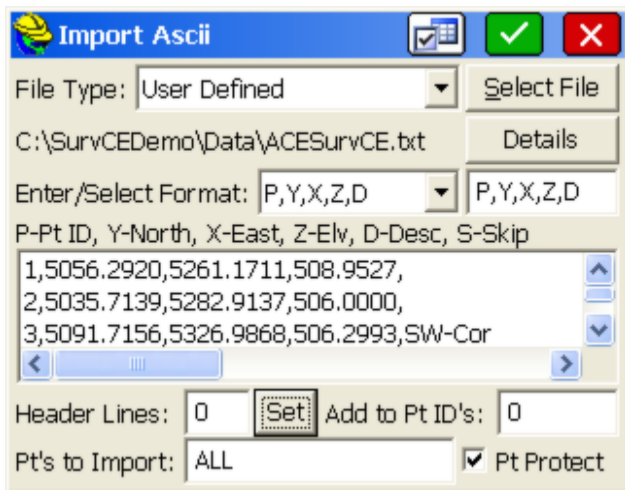 Import Ascii
File Type: User Defined Select File
C:\SurvCEDemo\Data\ACESurvCE.txt Details
Enter/Select Format: P,Y,X,Z,D P,Y,X,Z,D
P-Pt ID, Y-North, X-East, Z-Elv, D-Desc, S-Skip
1,5056.2920,5261.1711,508.9527,
2,5035.7139,5282.9137,506.0000,
3,5091.7156,5326.9868,506.2993,SW-Cor
Header Lines: 0 Set Add to Pt ID's: 0
Pt's to Import: ALL Pt Protect